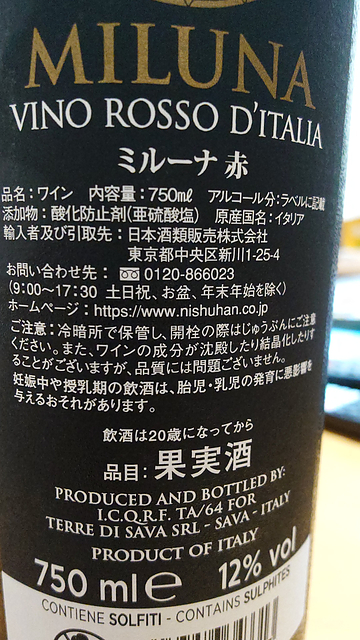 MILUNA
VINO ROSSO D'ITALIA
ミルーナ 赤
品名：ワイン 内容量：750mℓ アルコール分：ラベルに記載
添加物：酸化防止剤(亜硫酸塩) 原産国名：イタリア
輸入者及び引取先：日本酒類販売株式会社
東京都中央区新川1-25-4
お問い合わせ先： 0120-866023
(9：00〜17：30 土日祝、お盆、年末年始を除く)
ホームページ：https://www.nishuhan.co.jp
ご注意：冷暗所で保管し、開栓の際はじゅうぶんにご注意
ください。また、ワインの成分が沈殿したり結晶化したりす
ることがございますが、品質には問題ございません。
妊娠中や授乳期の飲酒は、胎児・乳児の発育に悪影響を
与えるおそれがあります。
飲酒は20歳になってから
品目：果実酒
PRODUCED AND BOTTLED BY:
I.C.Q.R.F. TA/64 FOR
TERRE DI SAVA SRL - SAVA - ITALY
PRODUCT OF ITALY
750 ml e 12% vol
CONTIENE SOLFITI - CONTAINS SULPHITES